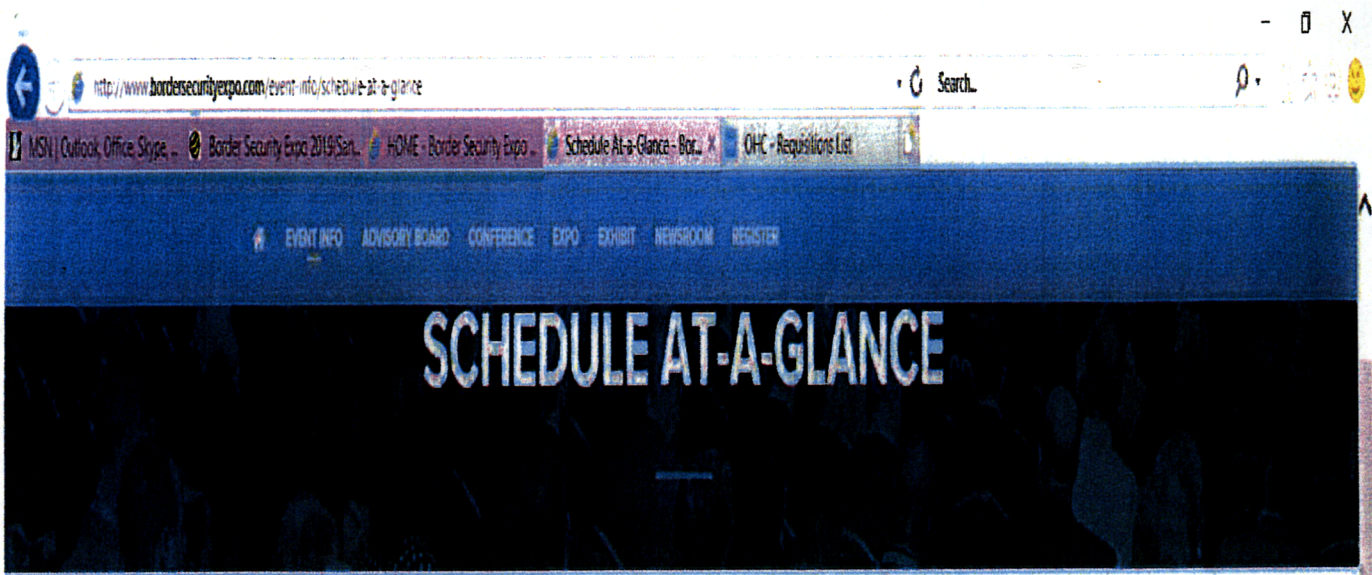 http://www.bordersecurityexpo.com/event-info/schedule-at-a-glance
Search...
MSN | Outlook, Office, Skype, ...
Border Security Expo 2019|San...
HOME - Border Security Expo ...
Schedule At-a-Glance - Bor... X
OHC - Requisitions List
EVENT INFO ADVISORY BOARD CONFERENCE EXPO EXHIBIT NEWSROOM REGISTER
SCHEDULE AT-A-GLANCE